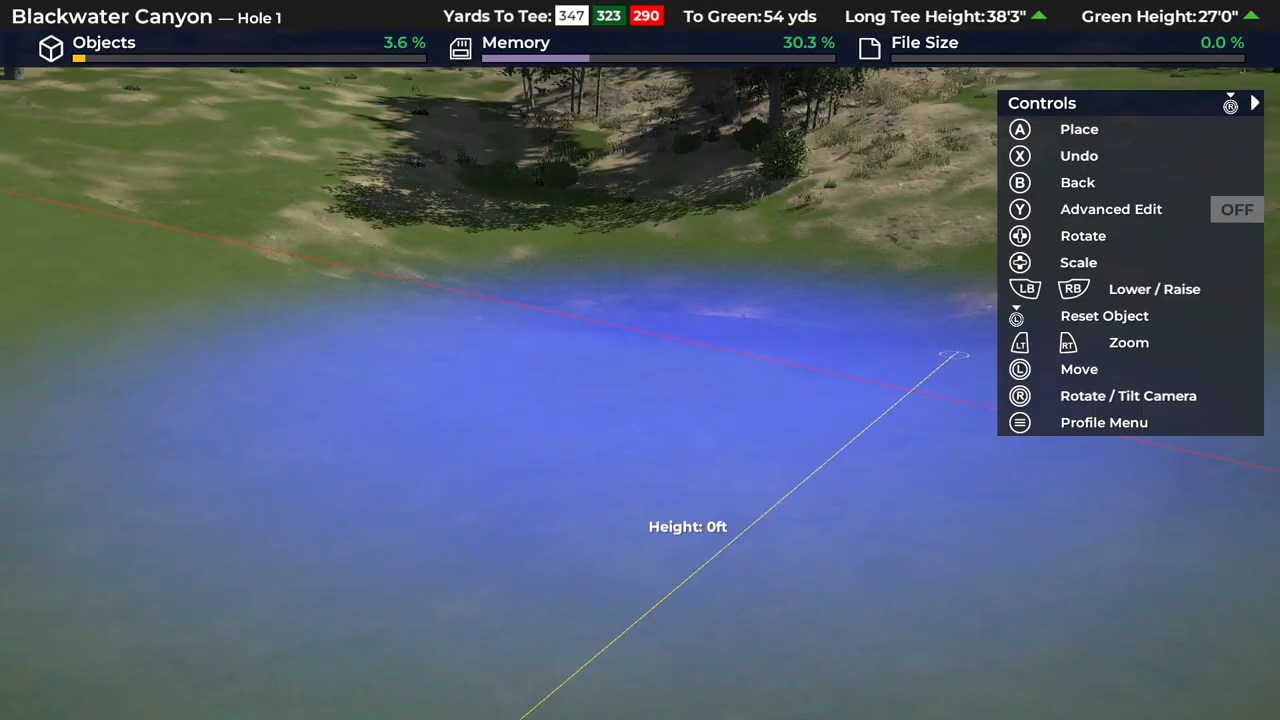 Blackwater Canyon — Hole 1
Yards To Tee: 347 323 290 To Green: 54 yds Long Tee Height: 38'3" Green Height: 27'0"
Objects 3.6 % Memory 30.3 % File Size 0.0 %
Controls R
A Place
X Undo
B Back
Y Advanced Edit OFF
Rotate
Scale
LB RB Lower / Raise
L Reset Object
LT RT Zoom
L Move
R Rotate / Tilt Camera
Profile Menu
Height: 0ft